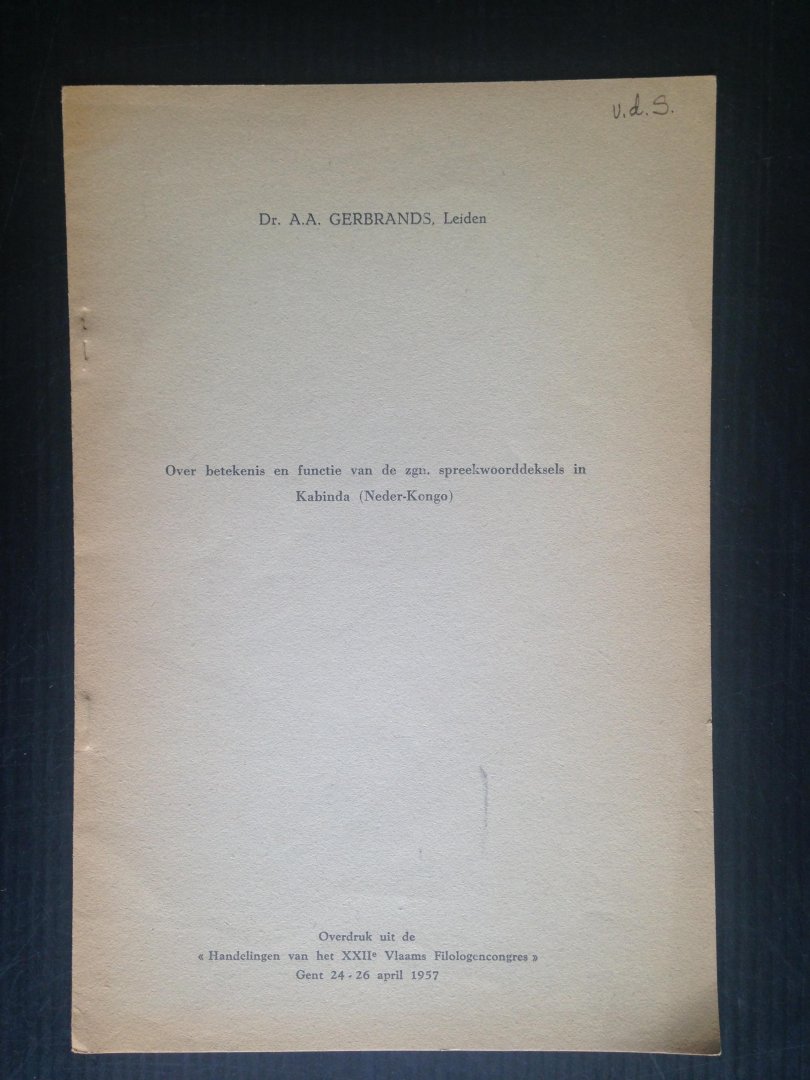 v.d.S.
Dr. A.A. GERBRANDS, Leiden
Over betekenis en functie van de zgn. spreekwoorddeksels in
Kabinda (Neder-Kongo)
Overdruk uit de
« Handelingen van het XXIIe Vlaams Filologencongres »
Gent 24 - 26 april 1957